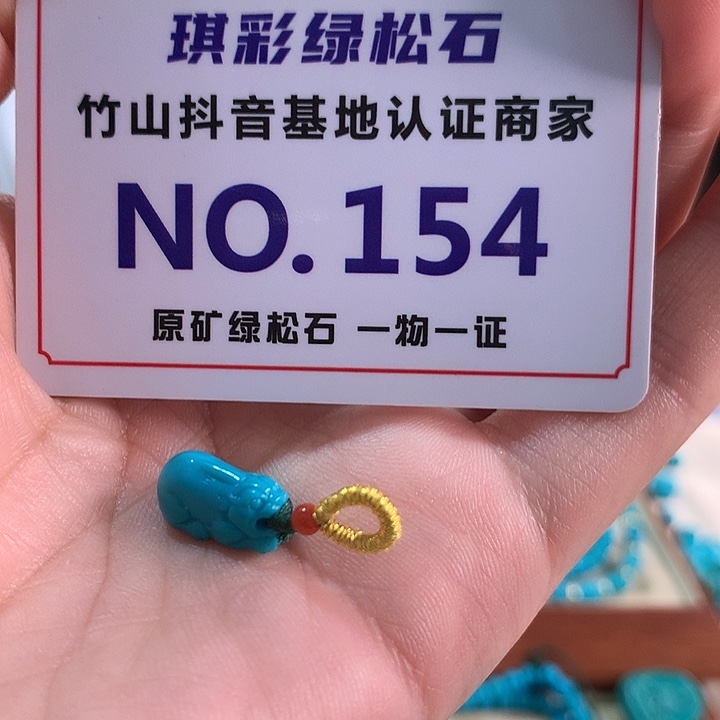 琪彩绿松石
竹山抖音基地认证商家
NO.154
原矿绿松石 一物一证